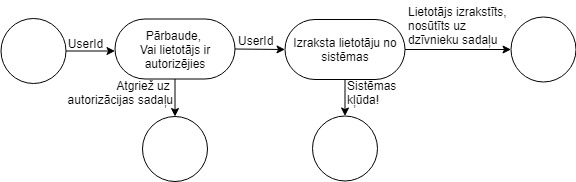 UserId
Pārbaude,
Vai lietotājs ir
autorizējies
UserId
Izraksta lietotāju no
sistēmas
Lietotājs izrakstīts,
nosūtīts uz
dzīvnieku sadaļu
Atgriež uz
autorizācijas sadaļu
Sistēmas
kļūda!